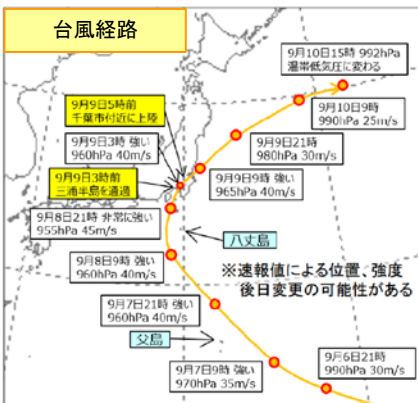 台風経路
9月10日15時 992hPa
温帯低気圧に変わる
9月9日5時前
千葉市付近に上陸
9月10日9時
990hPa 25m/s
9月9日3時 強い
960hPa 40m/s
9月9日21時
980hPa 30m/s
9月9日3時前
三浦半島を通過
9月9日9時 強い
965hPa 40m/s
9月8日21時 非常に強い
955hPa 45m/s
八丈島
9月8日9時 強い
960hPa 40m/s
※速報値による位置、強度
後日変更の可能性がある
9月7日21時 強い
960hPa 40m/s
父島
9月7日9時 強い
970hPa 35m/s
9月6日21時
990hPa 30m/s